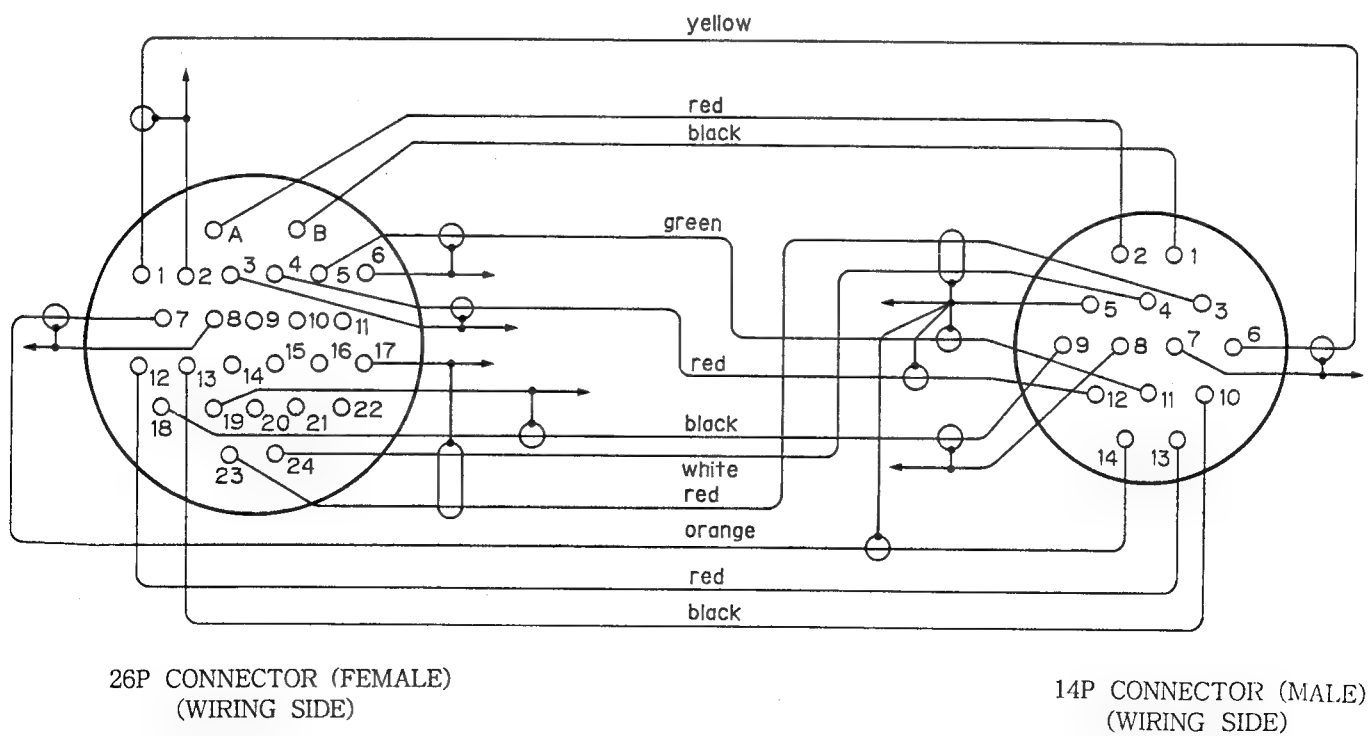 yellow
red
black
A B
green
1 2 3 4 5 6
2 1
5 4 3
7 8 9 10 11
9 8 7 6
12 13 14 15 16 17
red
12 11 10
18 19 20 21 22
black
23 24
14 13
white
red
orange
red
black
26P CONNECTOR (FEMALE)
(WIRING SIDE)
14P CONNECTOR (MALE)
(WIRING SIDE)